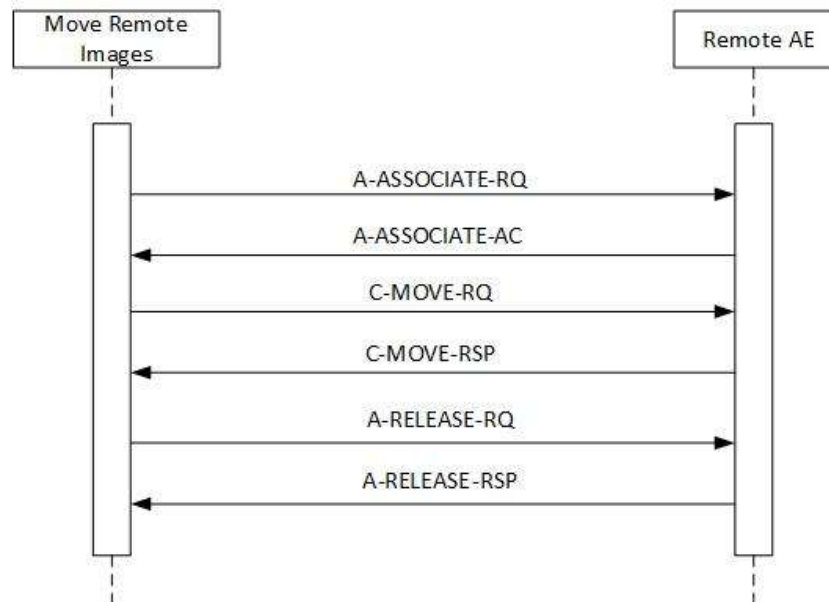 Move Remote
Images
Remote AE
A-ASSOCIATE-RQ
A-ASSOCIATE-AC
C-MOVE-RQ
C-MOVE-RSP
A-RELEASE-RQ
A-RELEASE-RSP